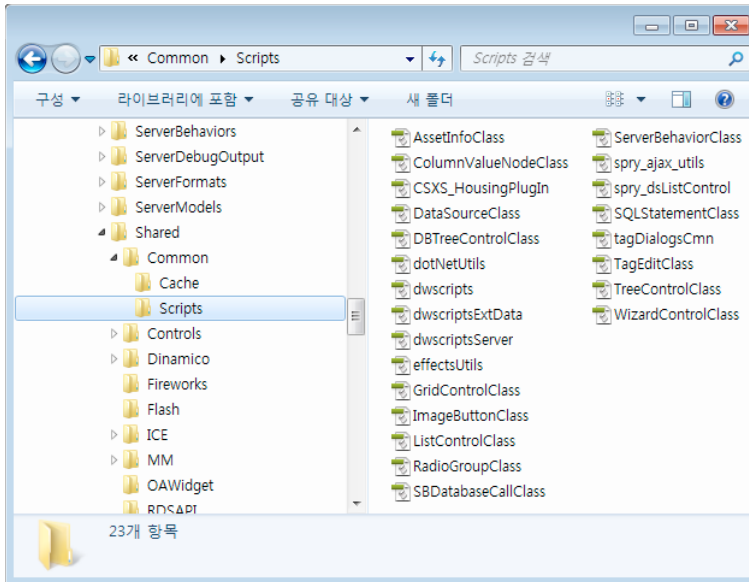 « Common ▸ Scripts
Scripts 검색
구성 ▼ 라이브러리에 포함 ▼ 공유 대상 ▼ 새 폴더
ServerBehaviors
ServerDebugOutput
ServerFormats
ServerModels
Shared
Common
Cache
Scripts
Controls
Dinamico
Fireworks
Flash
ICE
MM
OAWidget
RDSAPI
AssetInfoClass
ColumnValueNodeClass
CSXS_HousingPlugIn
DataSourceClass
DBTreeControlClass
dotNetUtils
dwscripts
dwscriptsExtData
dwscriptsServer
effectsUtils
GridControlClass
ImageButtonClass
ListControlClass
RadioGroupClass
SBDatabaseCallClass
ServerBehaviorClass
spry_ajax_utils
spry_dsListControl
SQLStatementClass
tagDialogsCmn
TagEditClass
TreeControlClass
WizardControlClass
23개 항목